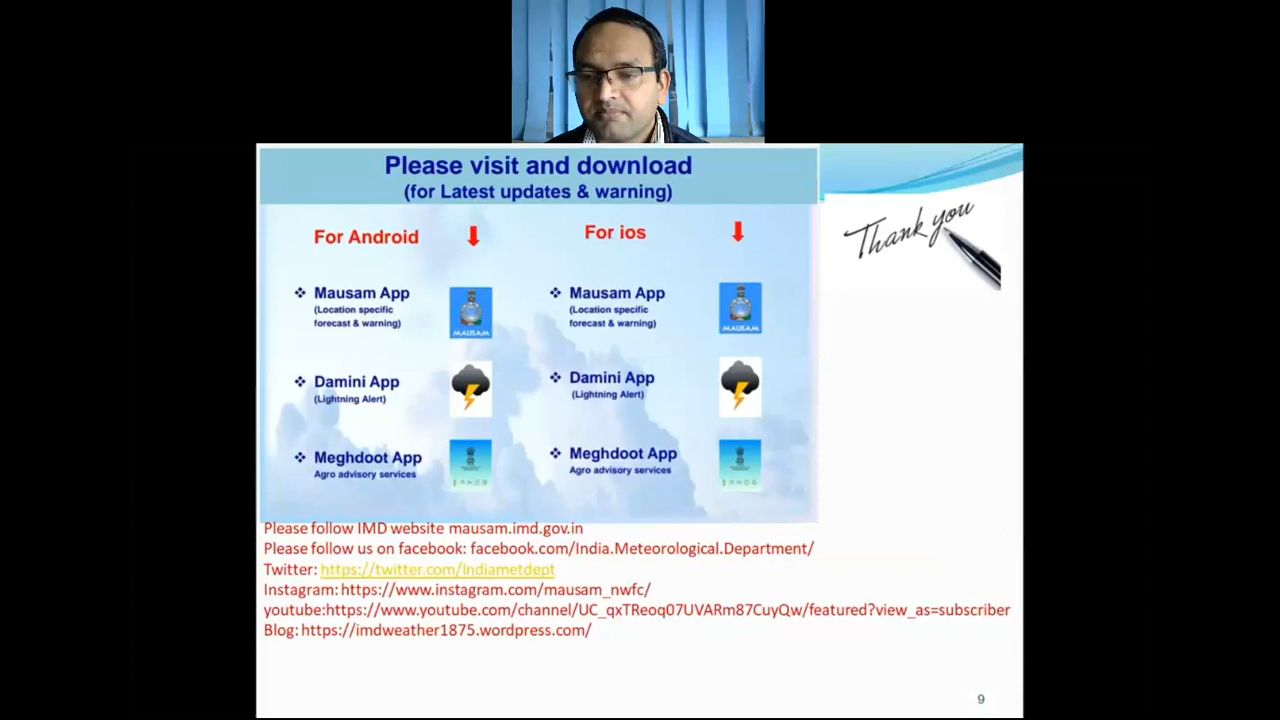 Please visit and download
(for Latest updates & warning)
Thank you
For Android
For ios
❖ Mausam App
(Location specific
forecast & warning)
MAUSAM
❖ Mausam App
(Location specific
forecast & warning)
MAUSAM
❖ Damini App
(Lightning Alert)
❖ Damini App
(Lightning Alert)
❖ Meghdoot App
Agro advisory services
❖ Meghdoot App
Agro advisory services
Please follow IMD website mausam.imd.gov.in
Please follow us on facebook: facebook.com/India.Meteorological.Department/
Twitter: https://twitter.com/Indiametdept
Instagram: https://www.instagram.com/mausam_nwfc/
youtube:https://www.youtube.com/channel/UC_qxTReoq07UVARm87CuyQw/featured?view_as=subscriber
Blog: https://imdweather1875.wordpress.com/
9